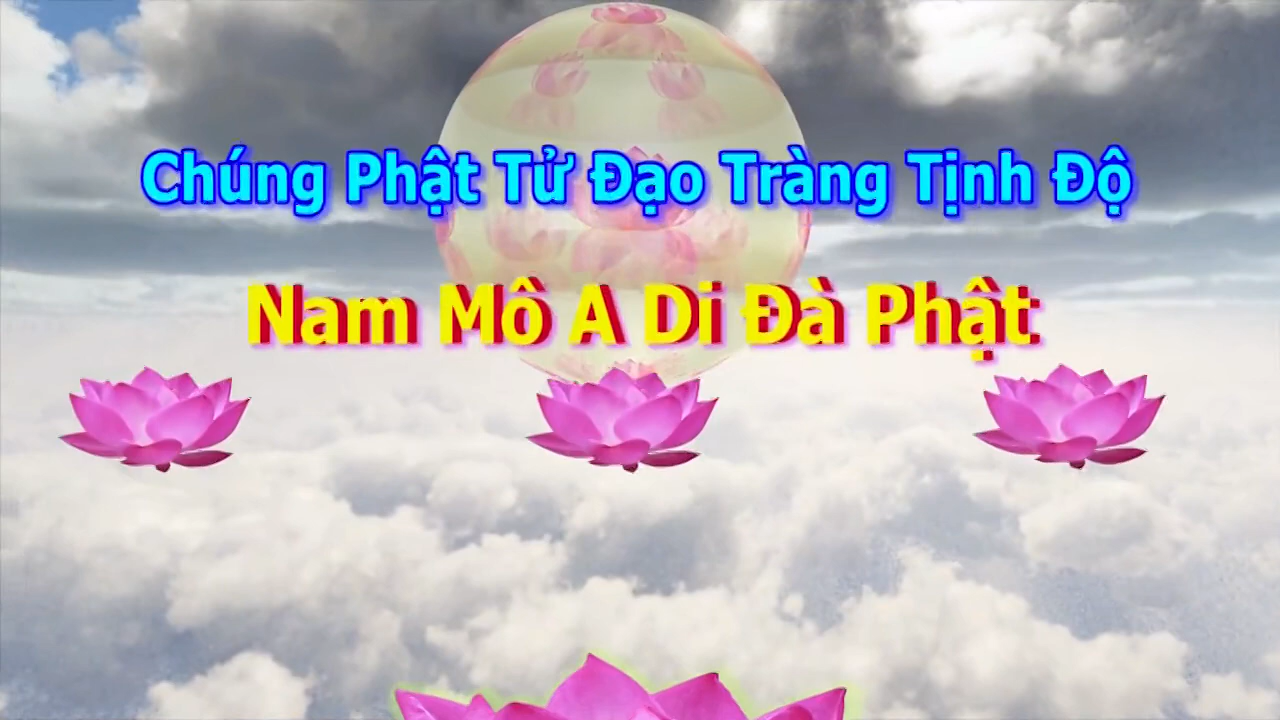 Chúng Phật Tử Đạo Tràng Tịnh Độ
Nam Mô A Di Đà Phật